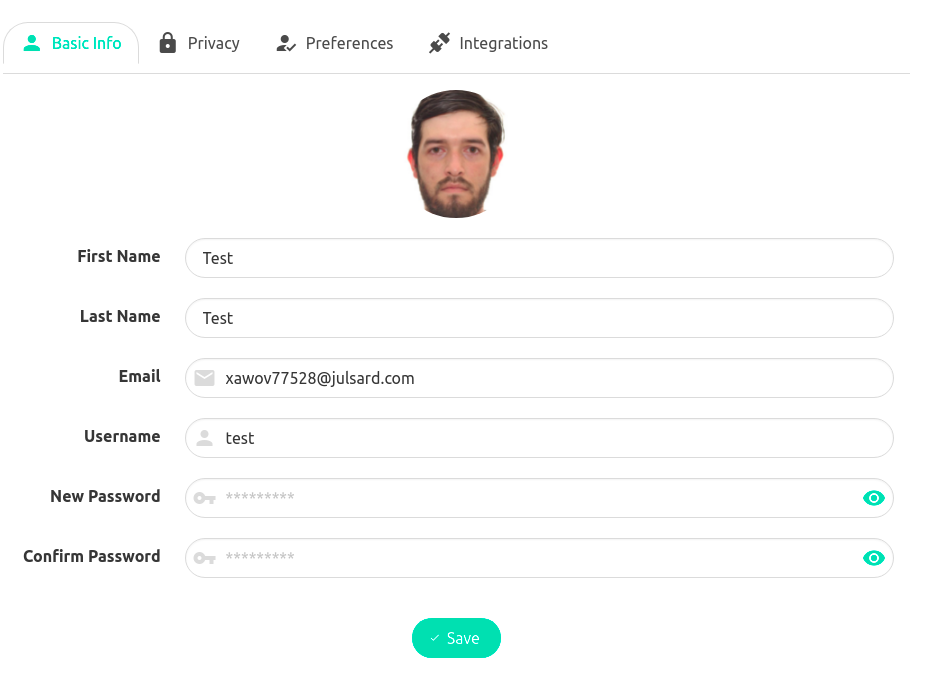 Basic Info Privacy Preferences Integrations
First Name Test
Last Name Test
Email xawov77528@julsard.com
Username test
New Password *********
Confirm Password *********
Save